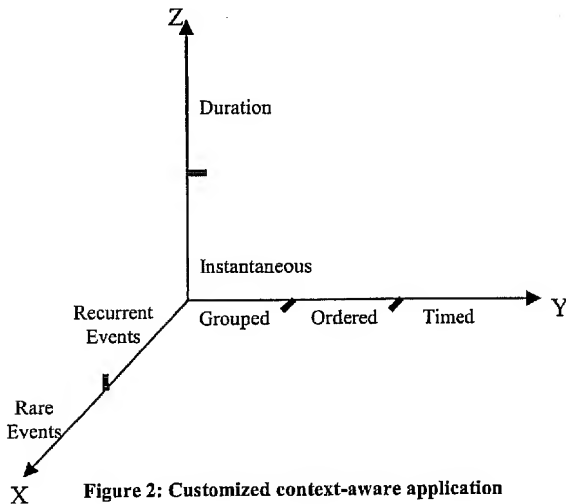 Z
Duration
Instantaneous
Recurrent
Events
Grouped Ordered Timed
Y
Rare
Events
X
Figure 2: Customized context-aware application